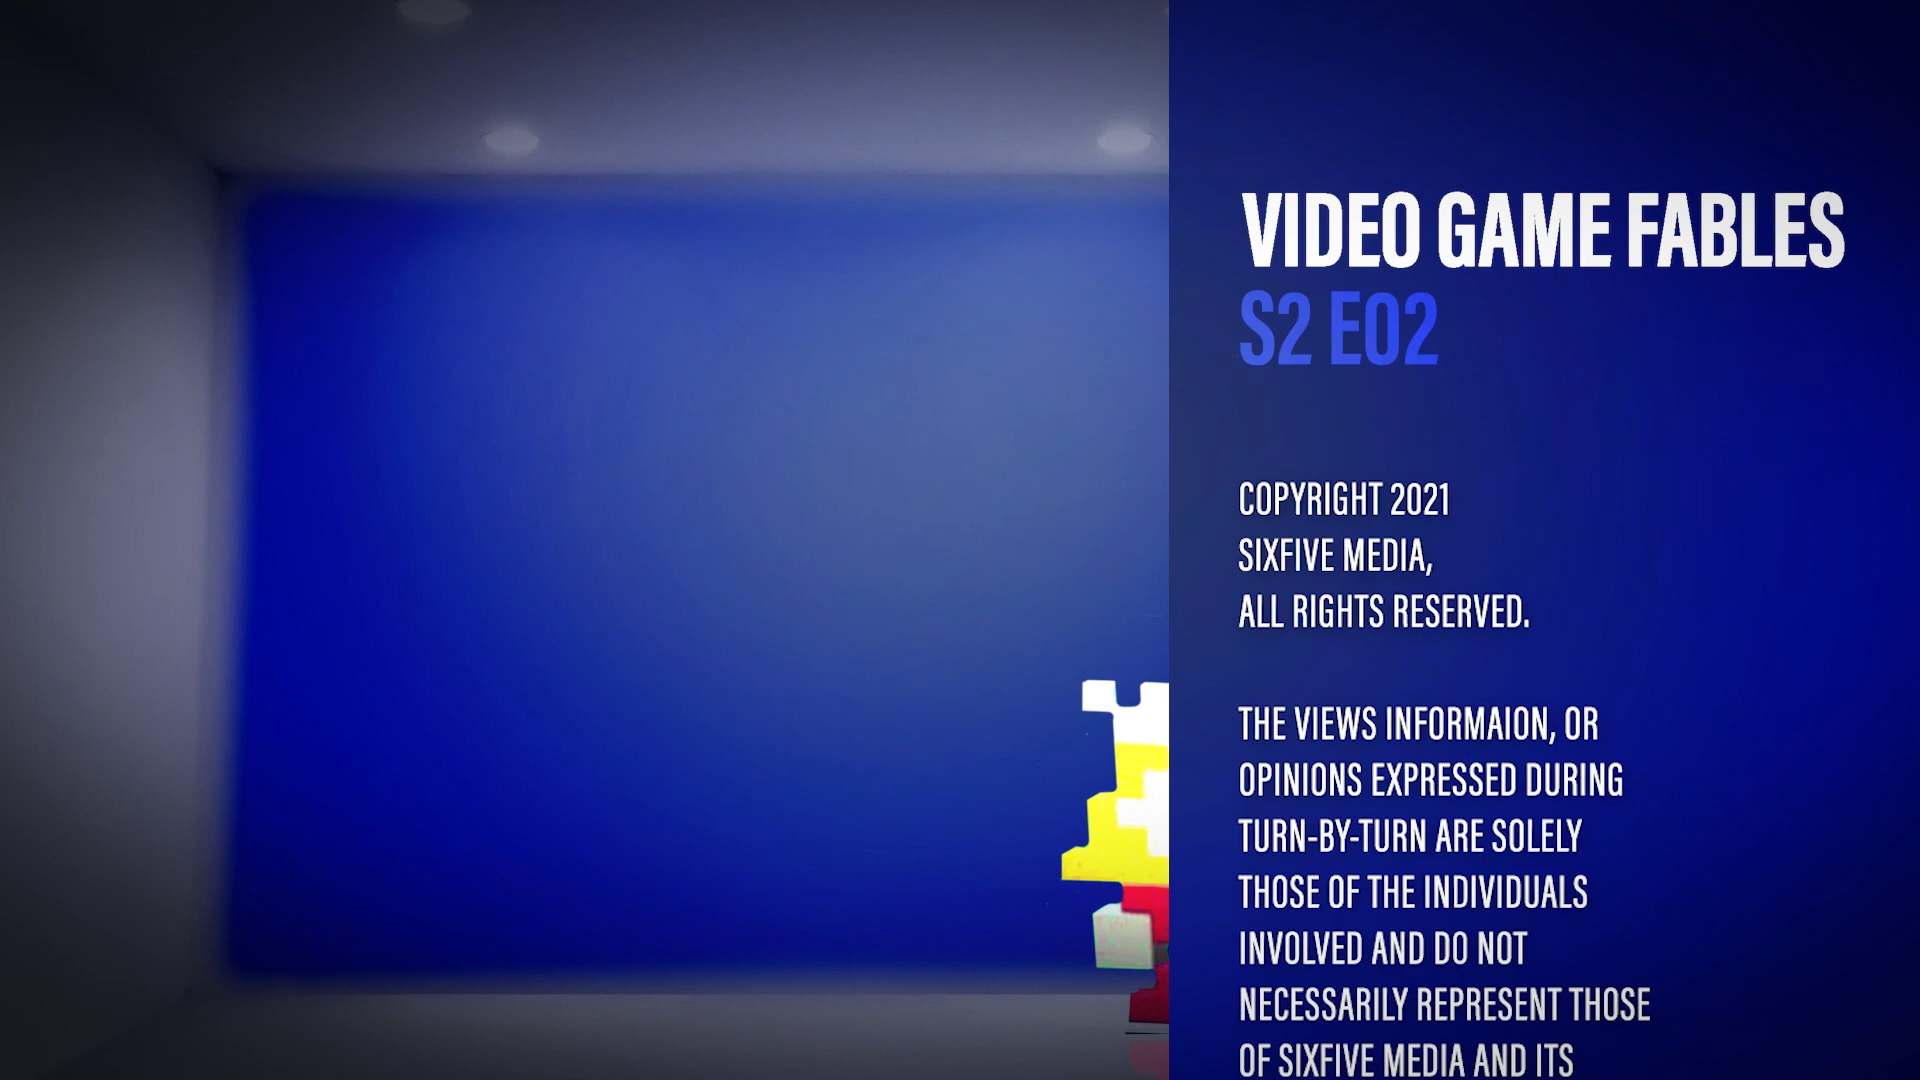 VIDEO GAME FABLES
S2 E02
COPYRIGHT 2021
SIXFIVE MEDIA,
ALL RIGHTS RESERVED.
THE VIEWS INFORMAION, OR
OPINIONS EXPRESSED DURING
TURN-BY-TURN ARE SOLELY
THOSE OF THE INDIVIDUALS
INVOLVED AND DO NOT
NECESSARILY REPRESENT THOSE
OF SIXFIVE MEDIA AND ITS